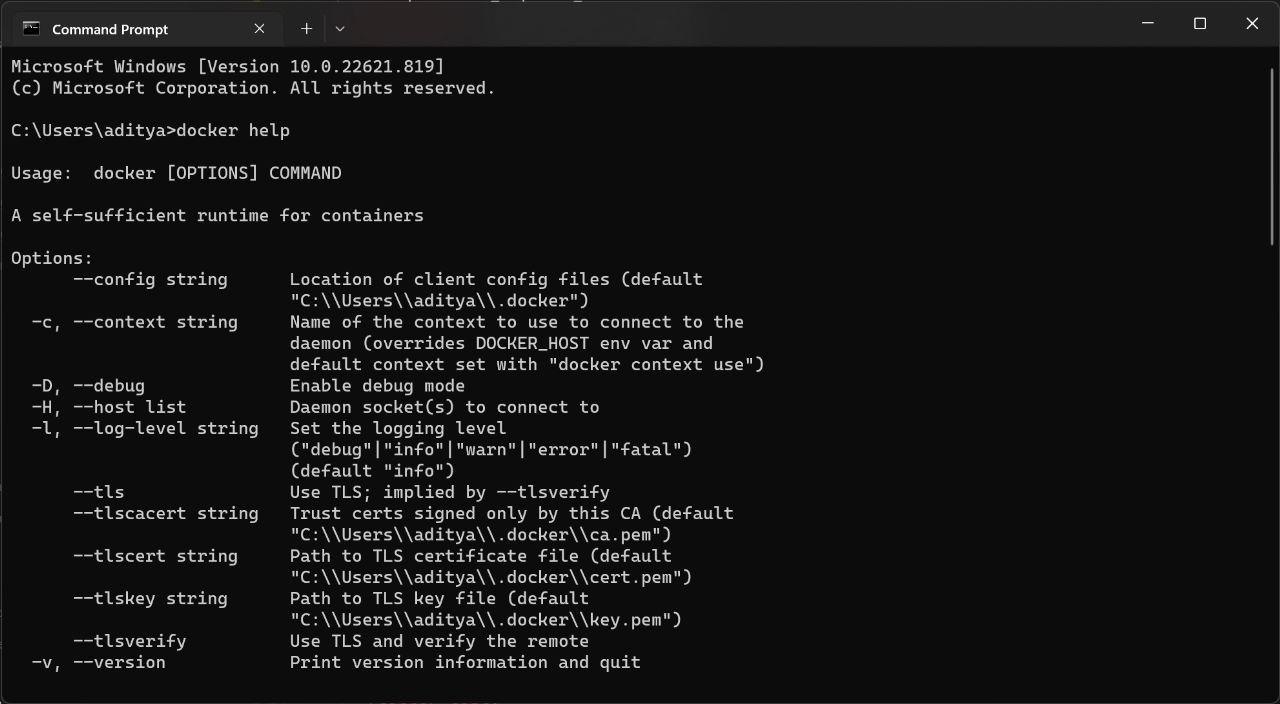 Command Prompt
Microsoft Windows [Version 10.0.22621.819]
(c) Microsoft Corporation. All rights reserved.
C:\Users\aditya>docker help
Usage:  docker [OPTIONS] COMMAND
A self-sufficient runtime for containers
Options:
      --config string      Location of client config files (default
                           "C:\\Users\\aditya\\.docker")
  -c, --context string     Name of the context to use to connect to the
                           daemon (overrides DOCKER_HOST env var and
                           default context set with "docker context use")
  -D, --debug              Enable debug mode
  -H, --host list          Daemon socket(s) to connect to
  -l, --log-level string   Set the logging level
                           ("debug"|"info"|"warn"|"error"|"fatal")
                           (default "info")
      --tls                Use TLS; implied by --tlsverify
      --tlscacert string   Trust certs signed only by this CA (default
                           "C:\\Users\\aditya\\.docker\\ca.pem")
      --tlscert string     Path to TLS certificate file (default
                           "C:\\Users\\aditya\\.docker\\cert.pem")
      --tlskey string      Path to TLS key file (default
                           "C:\\Users\\aditya\\.docker\\key.pem")
      --tlsverify          Use TLS and verify the remote
  -v, --version            Print version information and quit